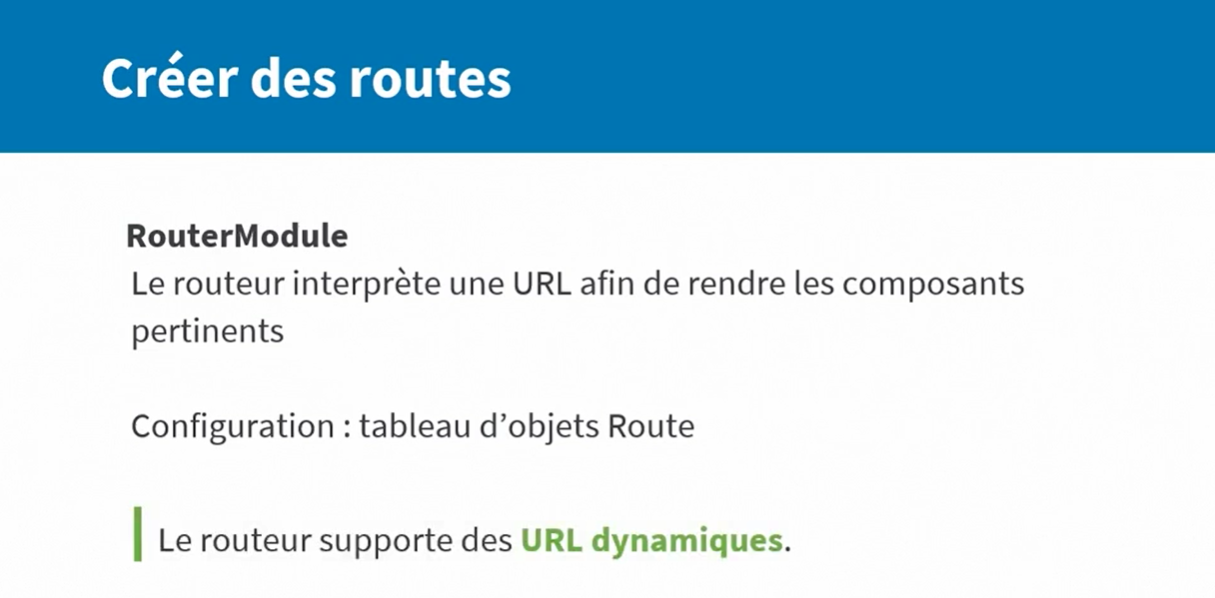 Créer des routes
RouterModule
Le routeur interprète une URL afin de rendre les composants
pertinents
Configuration : tableau d’objets Route
Le routeur supporte des URL dynamiques.